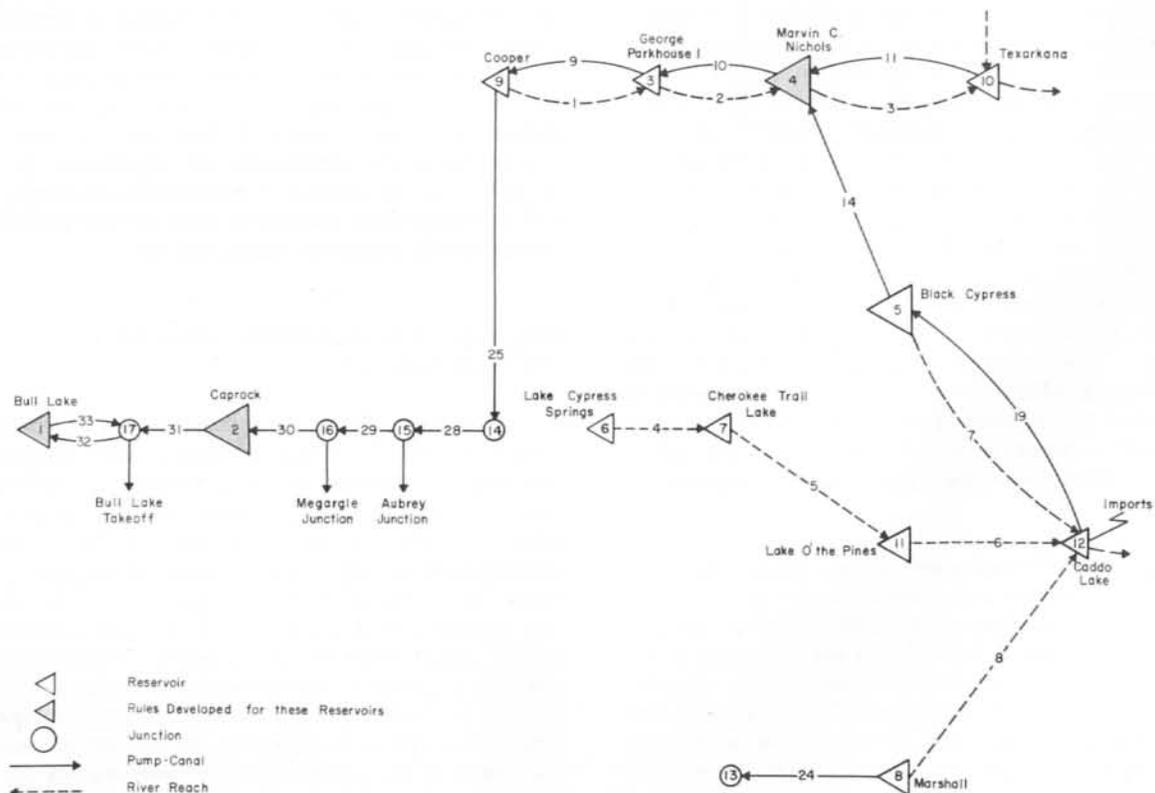 Marvin C.
Nichols
George
Parkhouse I
Cooper
Texarkana
9
10
11
9
3
4
10
1
2
3
14
Black Cypress
5
25
19
7
Bull Lake
Caprock
Lake Cypress
Springs
Cherokee Trail
Lake
1
33
32
17
31
2
30
16
29
15
28
14
6
4
7
5
Bull Lake
Takeoff
Megargle
Junction
Aubrey
Junction
Imports
Lake O' the Pines
11
6
12
Caddo
Lake
8
Reservoir
Rules Developed for these Reservoirs
Junction
Pump-Canal
River Reach
13
24
8
Marshall